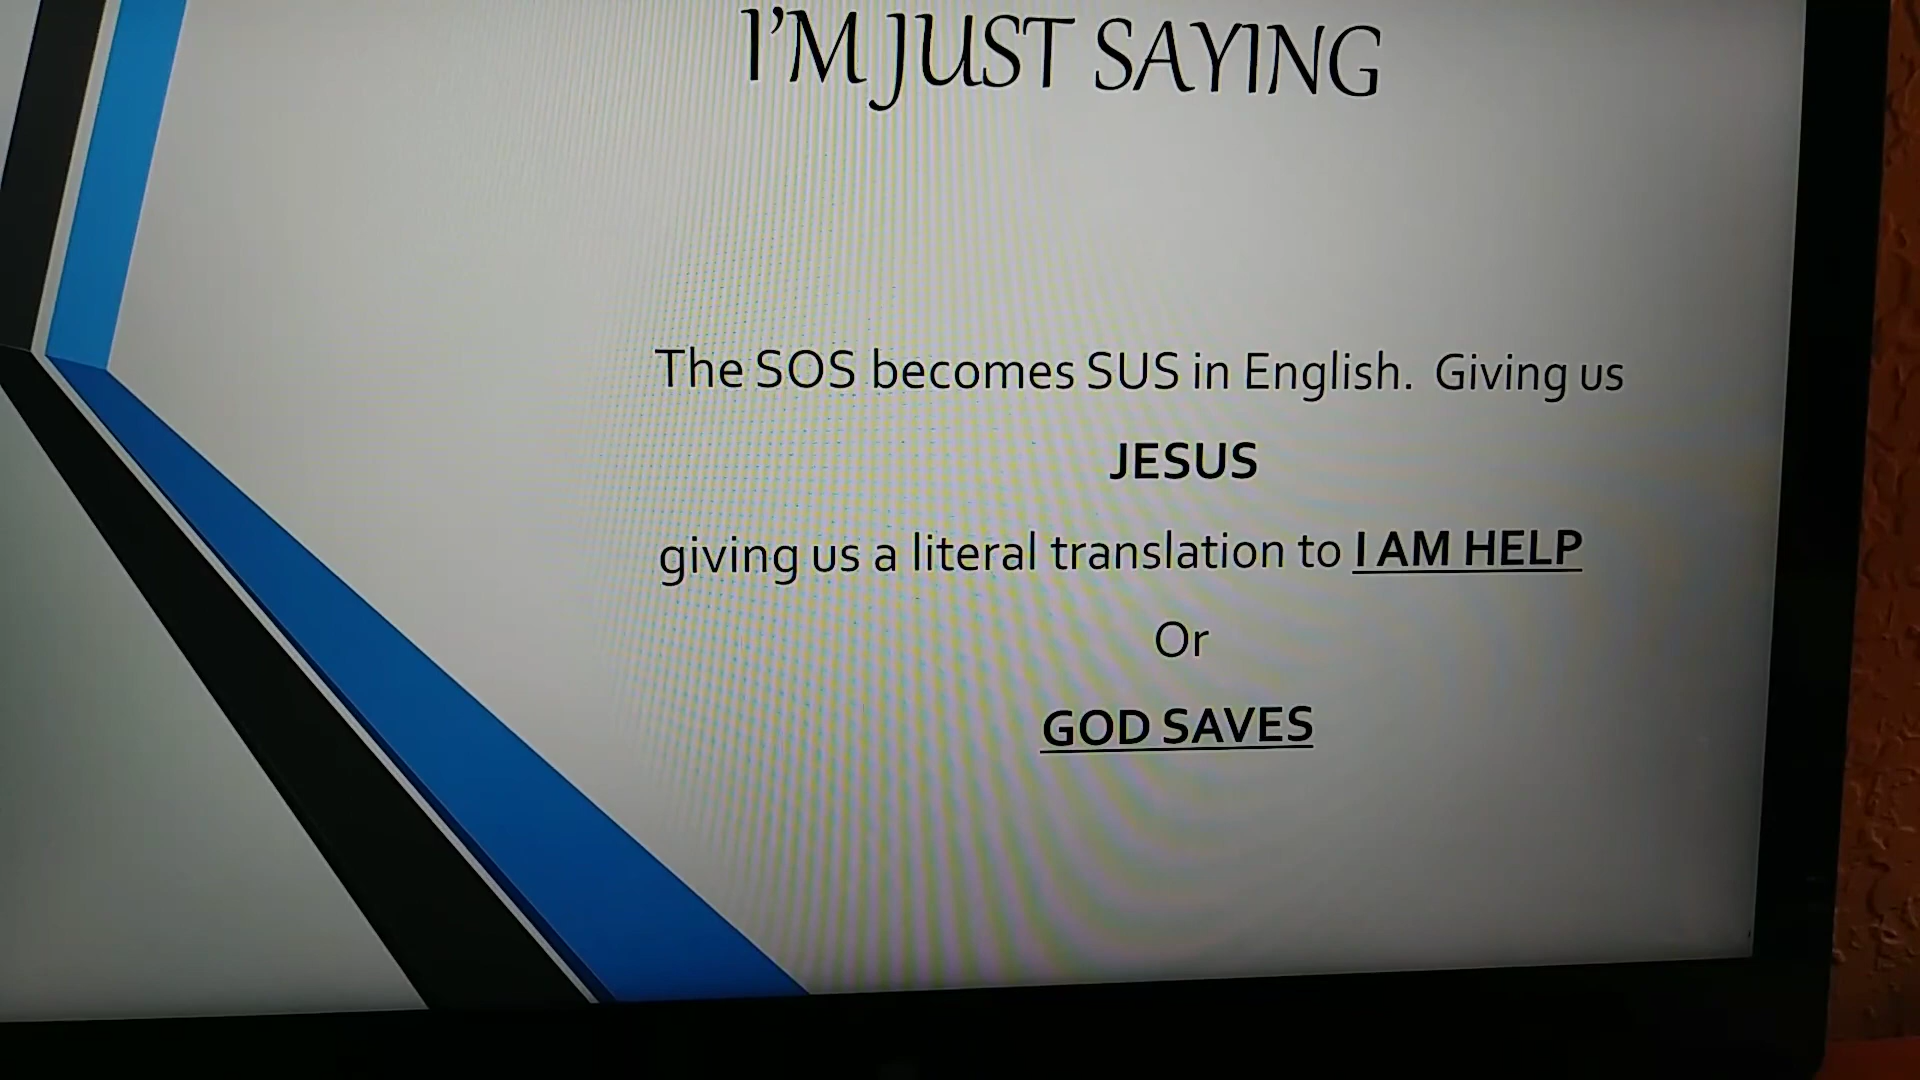 I'M JUST SAYING
The SOS becomes SUS in English. Giving us
JESUS
giving us a literal translation to I AM HELP
Or
GOD SAVES